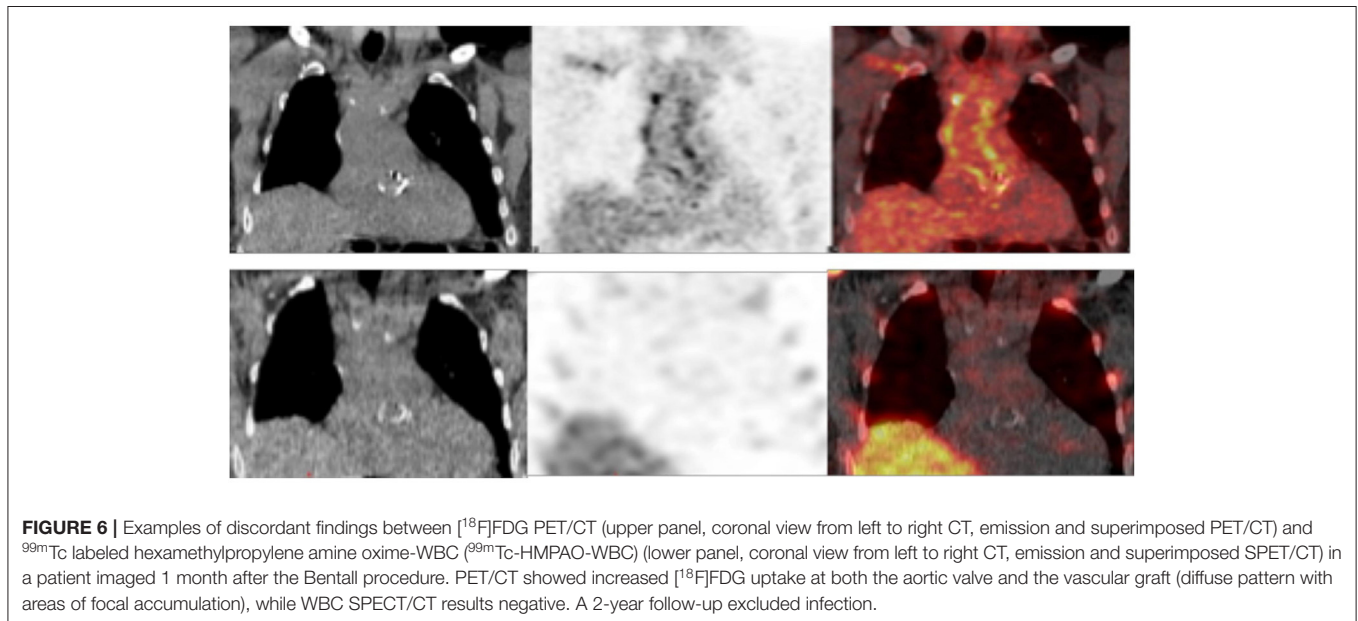 FIGURE 6 | Examples of discordant findings between [18F]FDG PET/CT (upper panel, coronal view from left to right CT, emission and superimposed PET/CT) and
99mTc labeled hexamethylpropylene amine oxime-WBC (99mTc-HMPAO-WBC) (lower panel, coronal view from left to right CT, emission and superimposed SPET/CT) in
a patient imaged 1 month after the Bentall procedure. PET/CT showed increased [18F]FDG uptake at both the aortic valve and the vascular graft (diffuse pattern with
areas of focal accumulation), while WBC SPECT/CT results negative. A 2-year follow-up excluded infection.